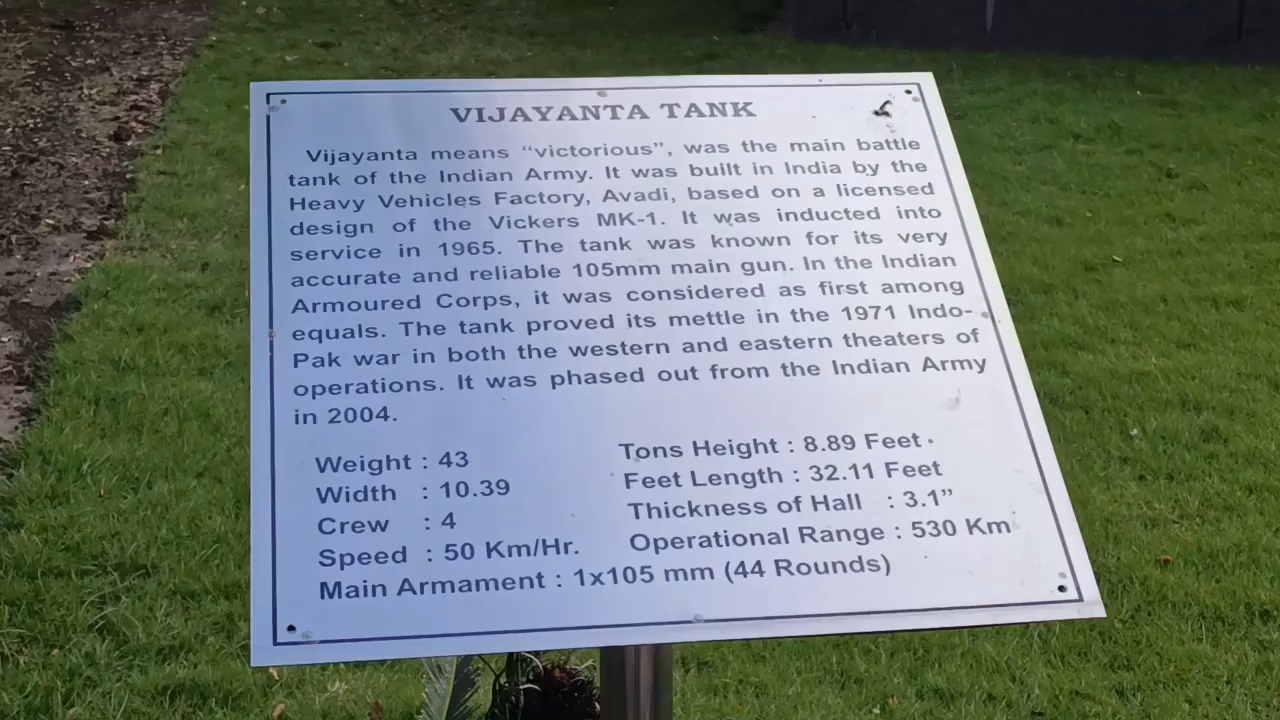 VIJAYANTA TANK
Vijayanta means “victorious”, was the main battle
tank of the Indian Army. It was built in India by the
Heavy Vehicles Factory, Avadi, based on a licensed
design of the Vickers MK-1. It was inducted into
service in 1965. The tank was known for its very
accurate and reliable 105mm main gun. In the Indian
Armoured Corps, it was considered as first among
equals. The tank proved its mettle in the 1971 Indo-
Pak war in both the western and eastern theaters of
operations. It was phased out from the Indian Army
in 2004.
Weight : 43 Tons Height : 8.89 Feet
Width : 10.39 Feet Length : 32.11 Feet
Crew : 4 Thickness of Hall : 3.1”
Speed : 50 Km/Hr. Operational Range : 530 Km
Main Armament : 1x105 mm (44 Rounds)